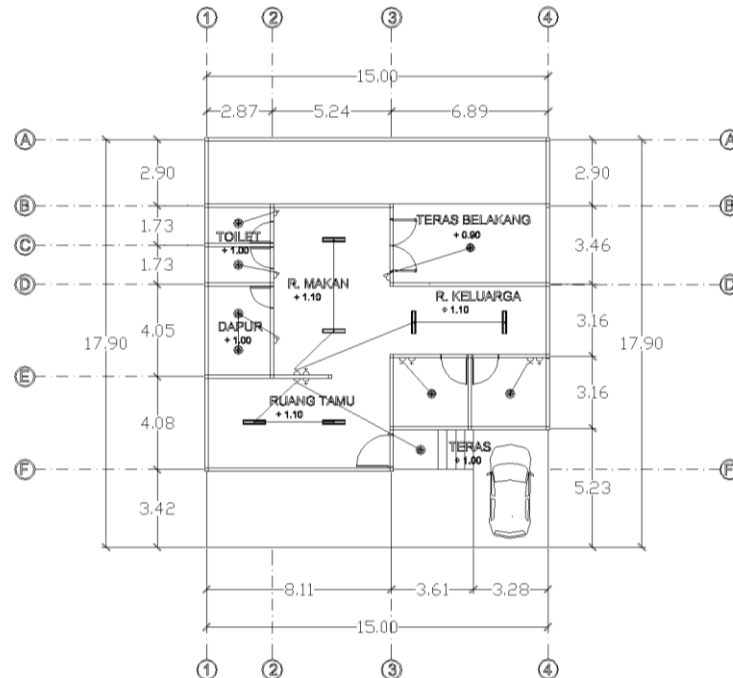 1 2 3 4
15.00
2.87 5.24 6.89
A A
2.90 2.90
B B
1.73 TOILET + 1.00 TERAS BELAKANG + 0.90 3.46
C C
1.73
D D
R. MAKAN + 1.10 R. KELUARGA + 1.10 3.16
4.05 DAPUR + 1.00
17.90 17.90
E E
3.16
4.08 RUANG TAMU + 1.10
TERAS + 1.00
F F
5.23
3.42
8.11 3.61 3.28
15.00
1 2 3 4